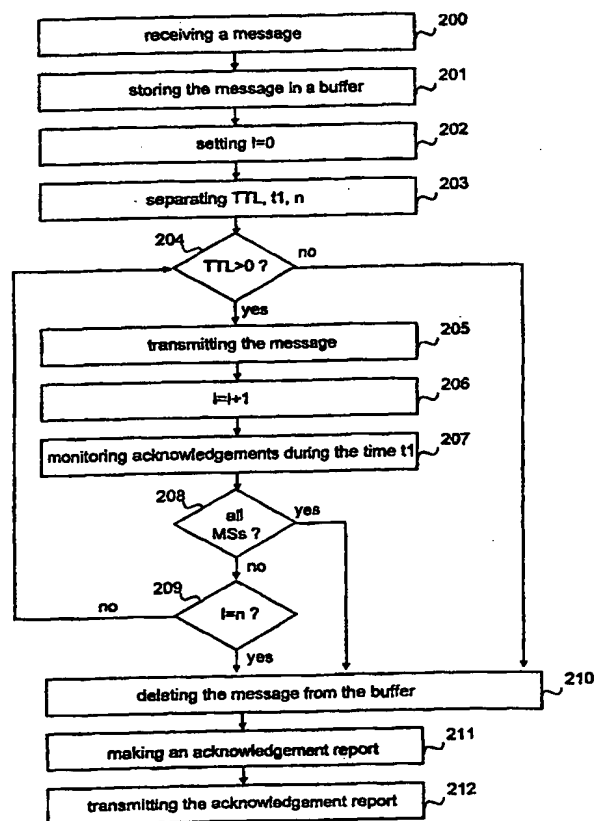 receiving a message
200
storing the message in a buffer
201
setting i=0
202
separating TTL, t1, n
203
204
TTL>0 ?
no
yes
transmitting the message
205
i=i+1
206
monitoring acknowledgements during the time t1
207
208
all
MSs ?
yes
no
209
no
i=n ?
yes
deleting the message from the buffer
210
making an acknowledgement report
211
transmitting the acknowledgement report
212